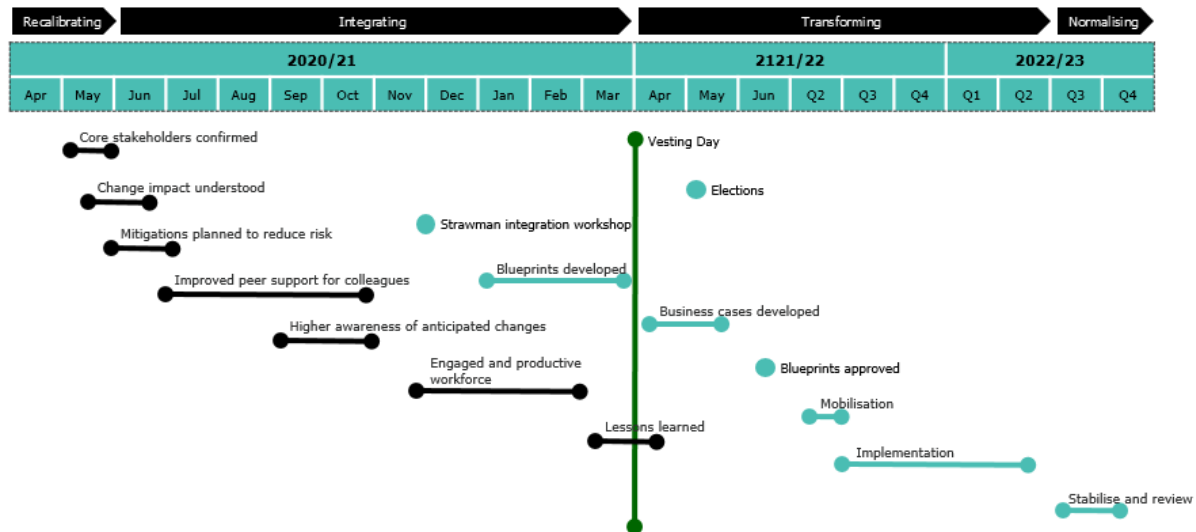 Recalibrating Integrating Transforming Normalising
2020/21 2121/22 2022/23
Apr May Jun Jul Aug Sep Oct Nov Dec Jan Feb Mar Apr May Jun Q2 Q3 Q4 Q1 Q2 Q3 Q4
Core stakeholders confirmed
Vesting Day
Change impact understood
Elections
Strawman integration workshop
Mitigations planned to reduce risk
Blueprints developed
Improved peer support for colleagues
Business cases developed
Higher awareness of anticipated changes
Engaged and productive
workforce
Blueprints approved
Mobilisation
Lessons learned
Implementation
Stabilise and review